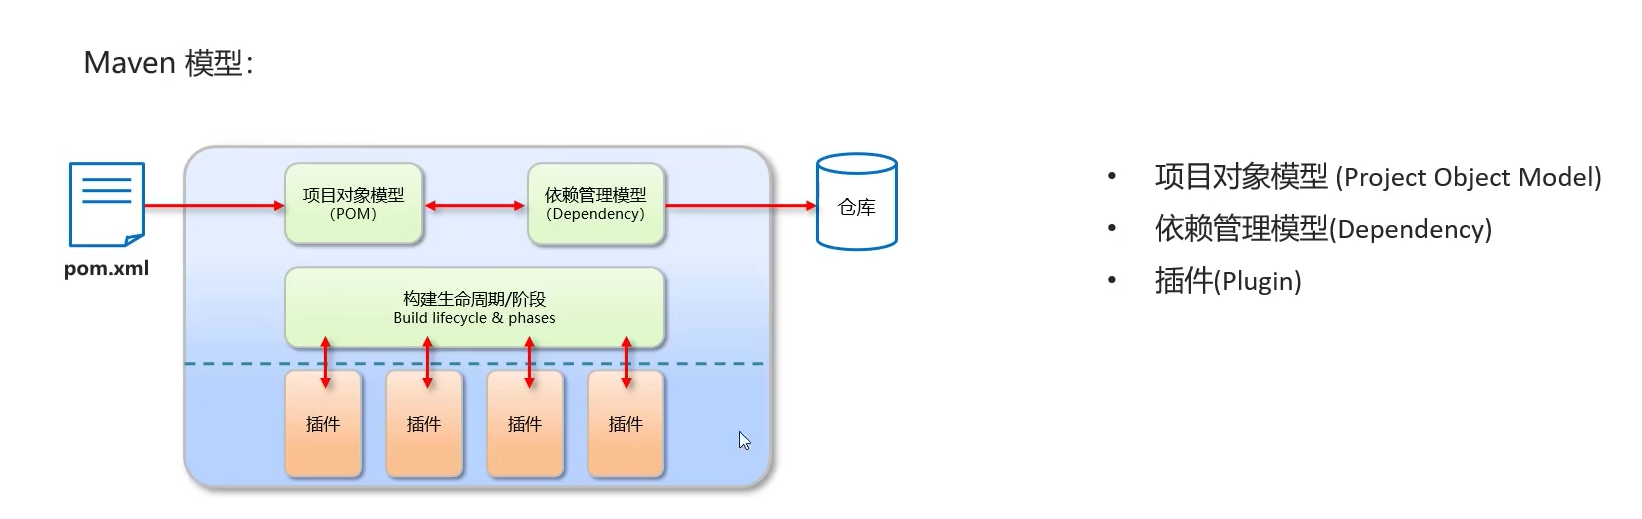 Maven 模型：
pom.xml
项目对象模型
（POM）
依赖管理模型
（Dependency）
仓库
构建生命周期/阶段
Build lifecycle & phases
插件
插件
插件
插件
• 项目对象模型 (Project Object Model)
• 依赖管理模型(Dependency)
• 插件(Plugin)